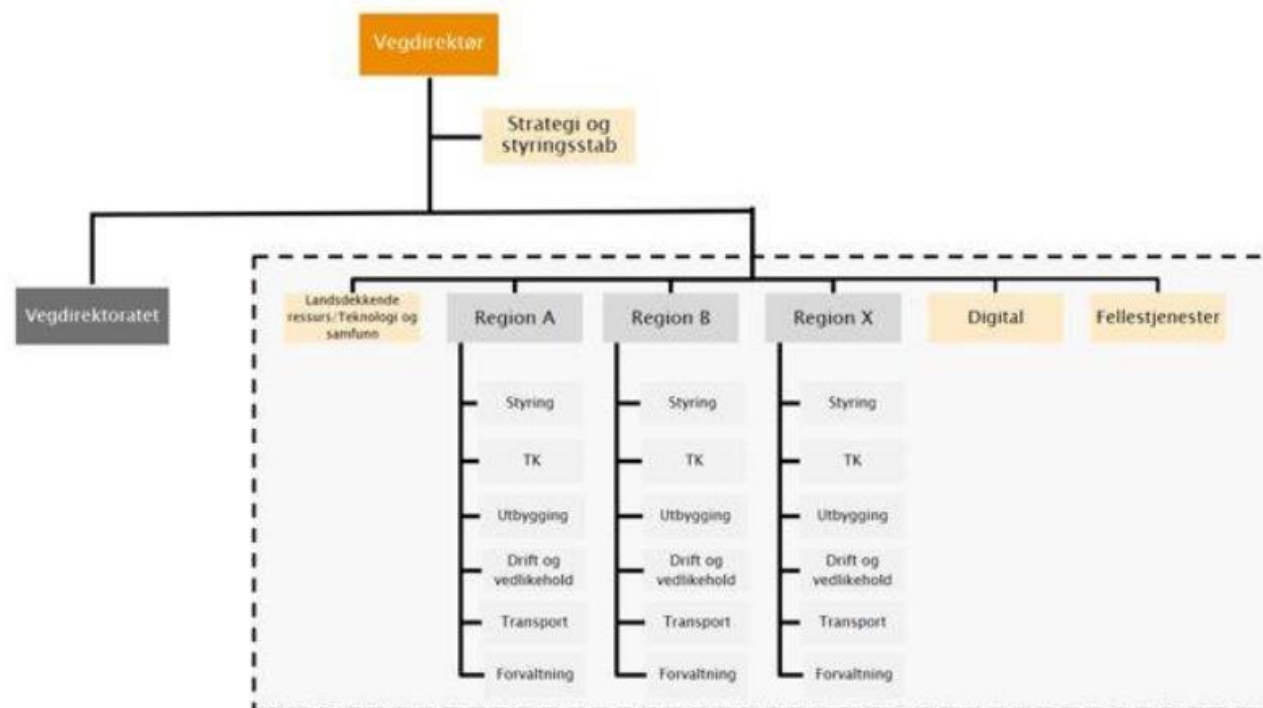 Vegdirektør
Strategi og
styringsstab
Vegdirektoratet
Landsdekkende
ressurs/Teknologi og
samfunn
Region A
Region B
Region X
Digital
Fellestjenester
Styring
TK
Utbygging
Drift og
vedlikehold
Transport
Forvaltning
Styring
TK
Utbygging
Drift og
vedlikehold
Transport
Forvaltning
Styring
TK
Utbygging
Drift og
vedlikehold
Transport
Forvaltning